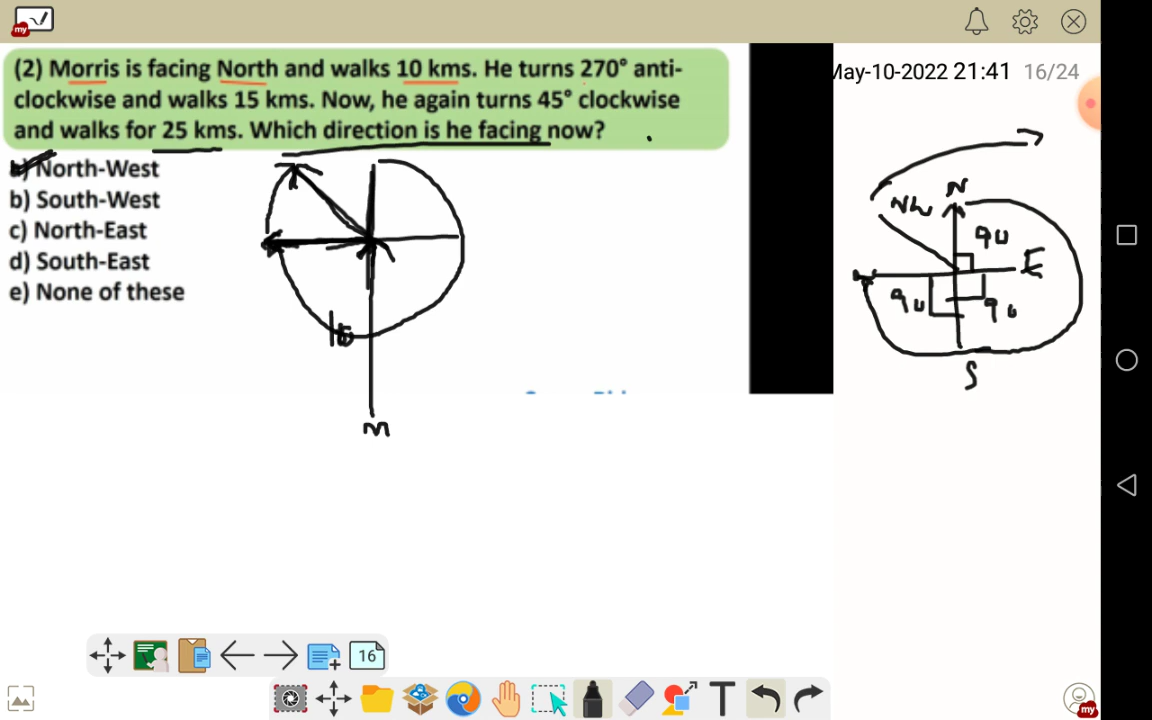 May-10-2022 21:41 16/24
(2) Morris is facing North and walks 10 kms. He turns 270° anti-
clockwise and walks 15 kms. Now, he again turns 45° clockwise
and walks for 25 kms. Which direction is he facing now?
a) North-West
b) South-West
c) North-East
d) South-East
e) None of these
N
NW
90
E
90
90
S
15
m
16
my
my